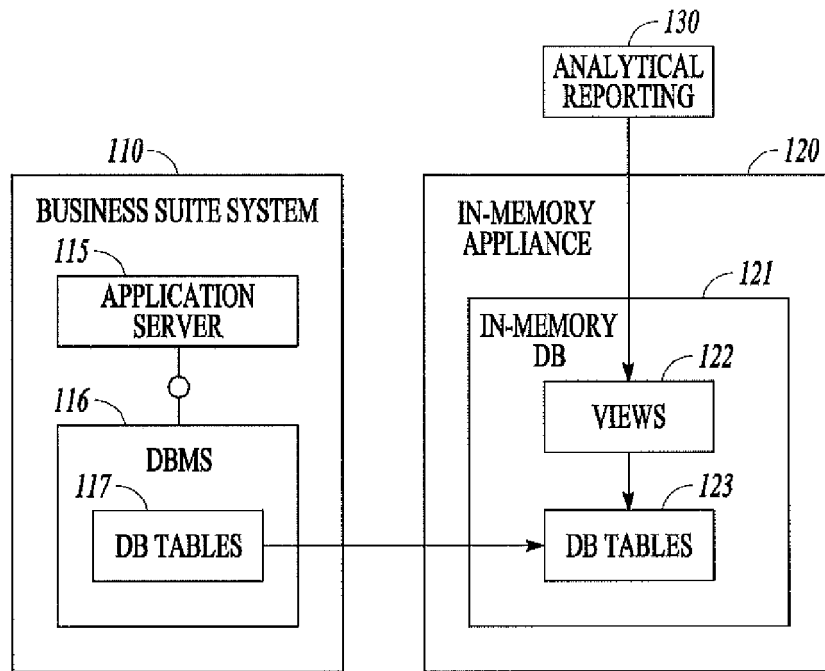 130
ANALYTICAL
REPORTING
110
BUSINESS SUITE SYSTEM
115
APPLICATION
SERVER
116
DBMS
117
DB TABLES
120
IN-MEMORY
APPLIANCE
121
IN-MEMORY
DB
122
VIEWS
123
DB TABLES